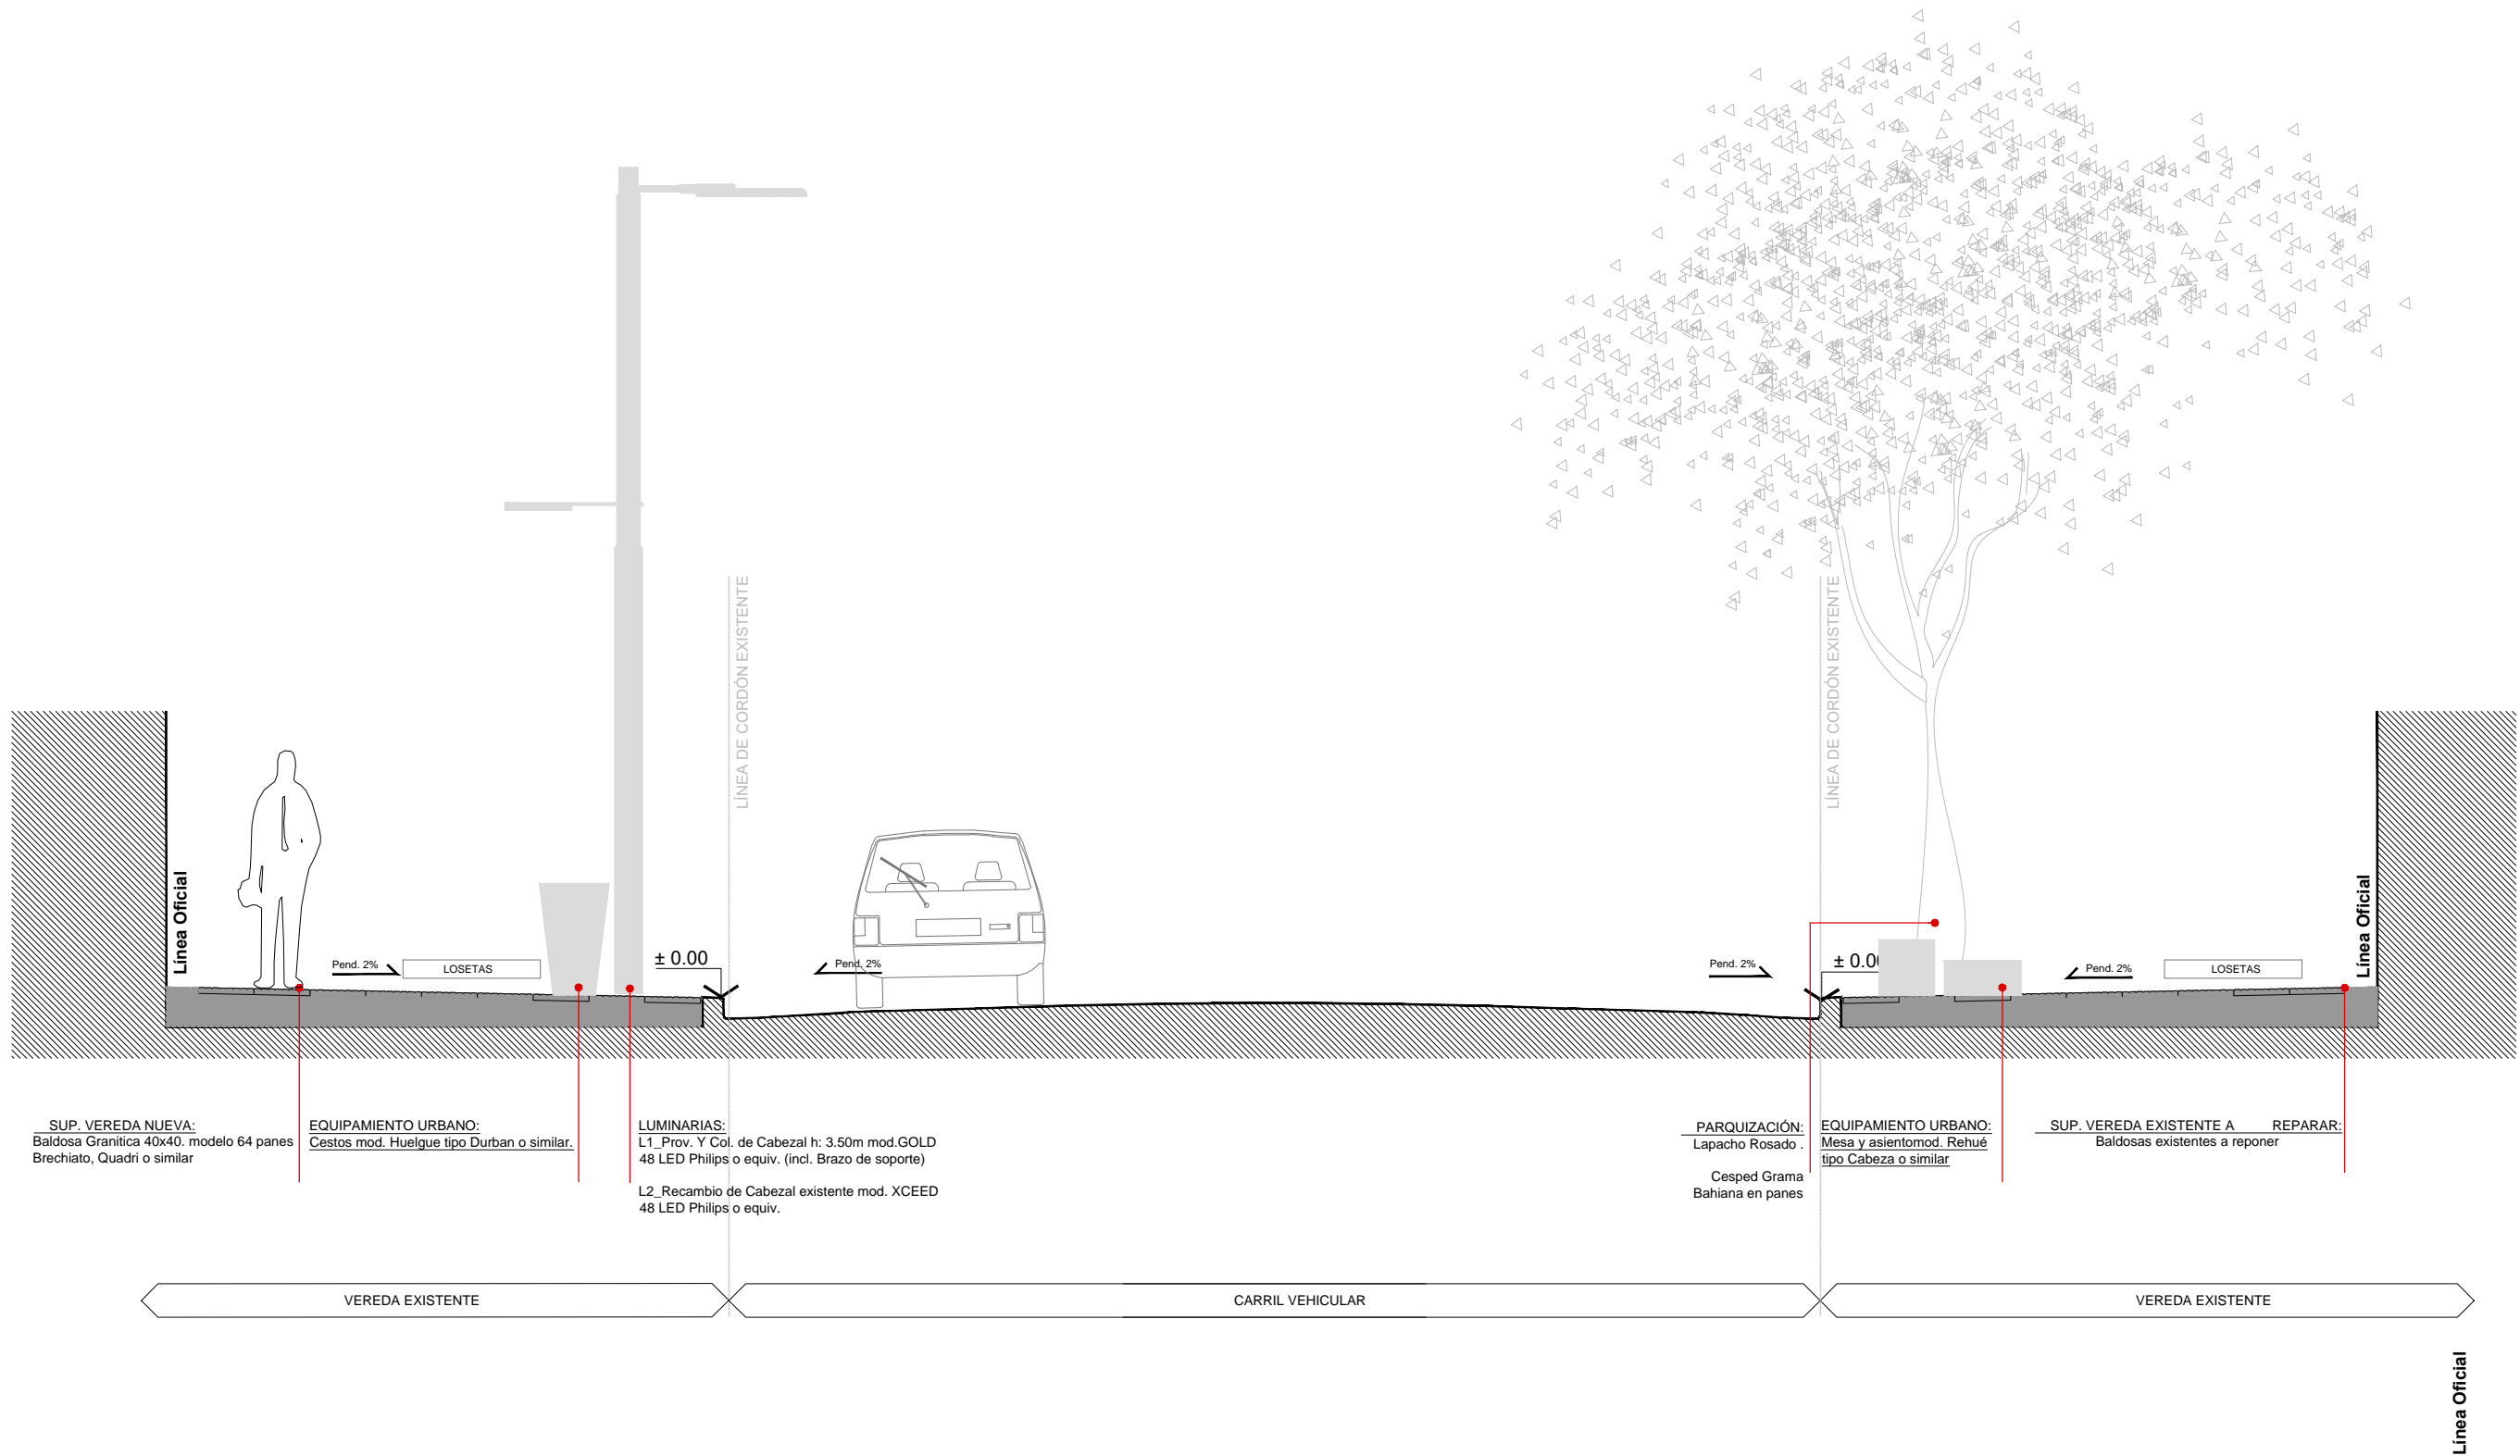 LÍNEA DE CORDÓN EXISTENTE
LÍNEA DE CORDÓN EXISTENTE
Línea Oficial
Línea Oficial
Pend. 2%
LOSETAS
± 0.00
Pend. 2%
Pend. 2%
± 0.00
Pend. 2%
LOSETAS
SUP. VEREDA NUEVA:
Baldosa Granitica 40x40. modelo 64 panes
Brechiato, Quadri o similar
EQUIPAMIENTO URBANO:
Cestos mod. Huelgue tipo Durban o similar.
LUMINARIAS:
L1_Prov. Y Col. de Cabezal h: 3.50m mod.GOLD
48 LED Philips o equiv. (incl. Brazo de soporte)
L2_Recambio de Cabezal existente mod. XCEED
48 LED Philips o equiv.
PARQUIZACIÓN:
Lapacho Rosado .
Cesped Grama
Bahiana en panes
EQUIPAMIENTO URBANO:
Mesa y asientomod. Rehué
tipo Cabeza o similar
SUP. VEREDA EXISTENTE A REPARAR:
Baldosas existentes a reponer
VEREDA EXISTENTE
CARRIL VEHICULAR
VEREDA EXISTENTE
Línea Oficial